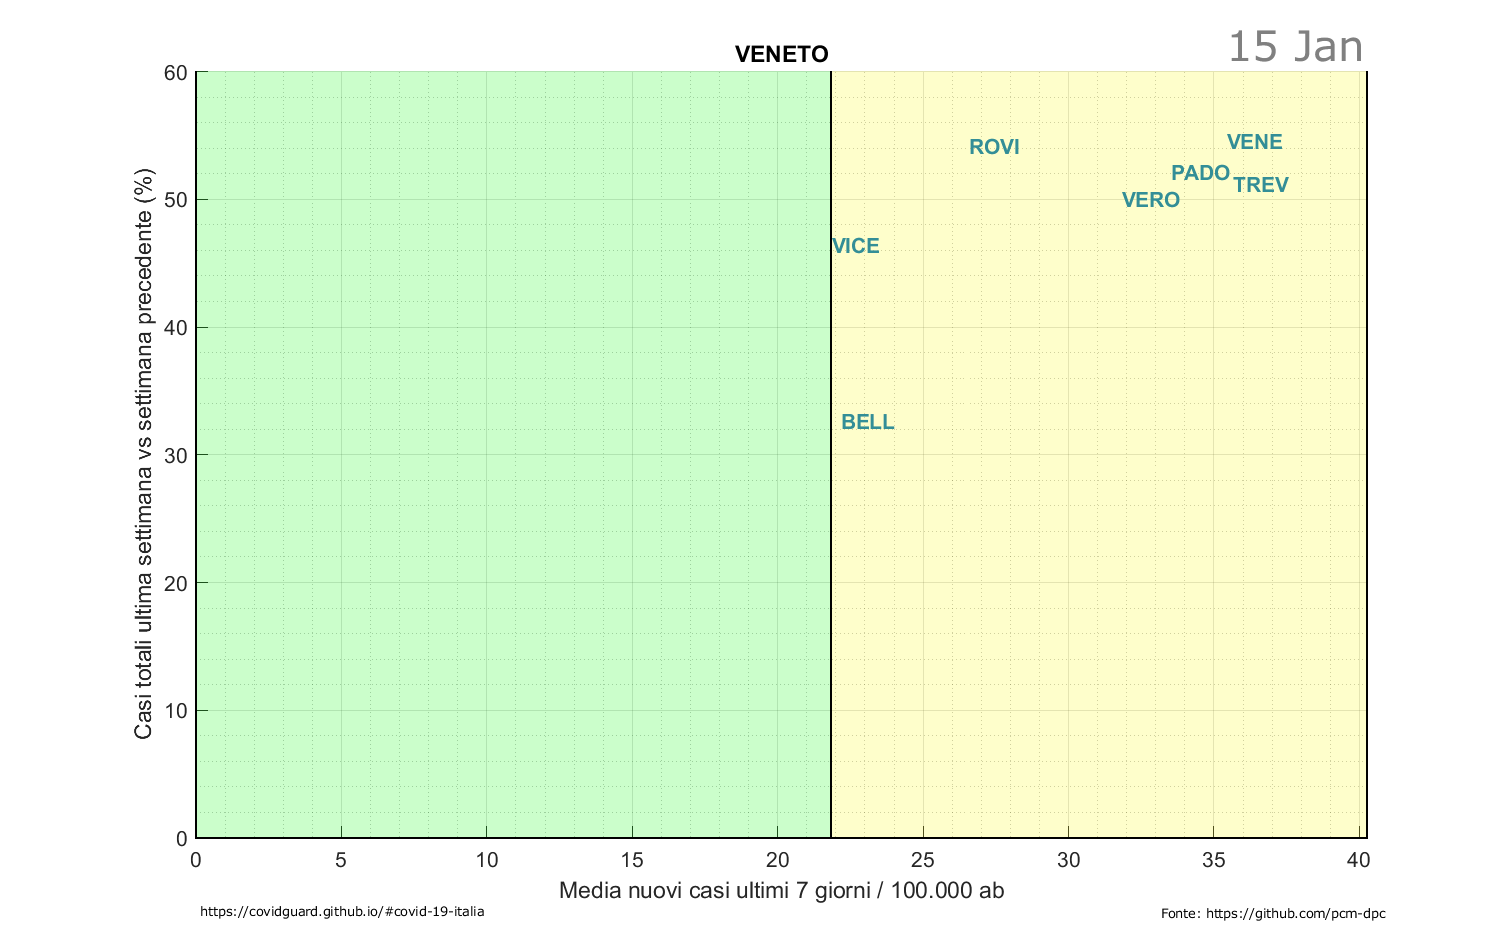 VENETO
15 Jan
60
50
40
30
20
10
0
Casi totali ultima settimana vs settimana precedente (%)
ROVI
VENE
PADO
TREV
VERO
VICE
BELL
0 5 10 15 20 25 30 35 40
Media nuovi casi ultimi 7 giorni / 100.000 ab
https://covidguard.github.io/#covid-19-italia
Fonte: https://github.com/pcm-dpc